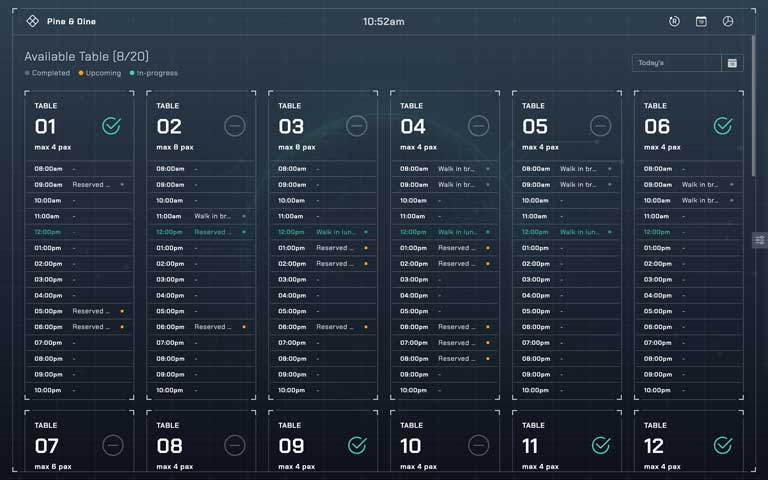 Pine & Dine
10:52am
Available Table (8/20)
Completed
Upcoming
In-progress
Today's
TABLE
01
max 4 pax
08:00am -
09:00am Reserved ...
10:00am -
11:00am -
12:00pm -
01:00pm -
02:00pm -
03:00pm -
04:00pm -
05:00pm Reserved ...
06:00pm Reserved ...
07:00pm -
08:00pm -
09:00pm -
10:00pm -
TABLE
02
max 8 pax
08:00am -
09:00am -
10:00am -
11:00am Walk in br...
12:00pm Reserved ...
01:00pm -
02:00pm -
03:00pm -
04:00pm -
05:00pm -
06:00pm Reserved ...
07:00pm -
08:00pm -
09:00pm -
10:00pm -
TABLE
03
max 8 pax
08:00am -
09:00am -
10:00am -
11:00am -
12:00pm Walk in lun...
01:00pm Reserved ...
02:00pm Reserved ...
03:00pm -
04:00pm -
05:00pm -
06:00pm Reserved ...
07:00pm -
08:00pm -
09:00pm -
10:00pm -
TABLE
04
max 4 pax
08:00am Walk in br...
09:00am Walk in br...
10:00am -
11:00am -
12:00pm Walk in lun...
01:00pm Reserved ...
02:00pm Reserved ...
03:00pm -
04:00pm -
05:00pm -
06:00pm Reserved ...
07:00pm Reserved ...
08:00pm Reserved ...
09:00pm -
10:00pm -
TABLE
05
max 4 pax
08:00am Walk in br...
09:00am Walk in br...
10:00am -
11:00am -
12:00pm Walk in lun...
01:00pm -
02:00pm -
03:00pm -
04:00pm -
05:00pm -
06:00pm -
07:00pm -
08:00pm -
09:00pm -
10:00pm -
TABLE
06
max 4 pax
08:00am -
09:00am Walk in br...
10:00am Walk in br...
11:00am -
12:00pm -
01:00pm -
02:00pm -
03:00pm -
04:00pm -
05:00pm -
06:00pm -
07:00pm -
08:00pm -
09:00pm -
10:00pm -
TABLE
07
max 6 pax
TABLE
08
max 4 pax
TABLE
09
max 4 pax
TABLE
10
max 4 pax
TABLE
11
max 4 pax
TABLE
12
max 4 pax